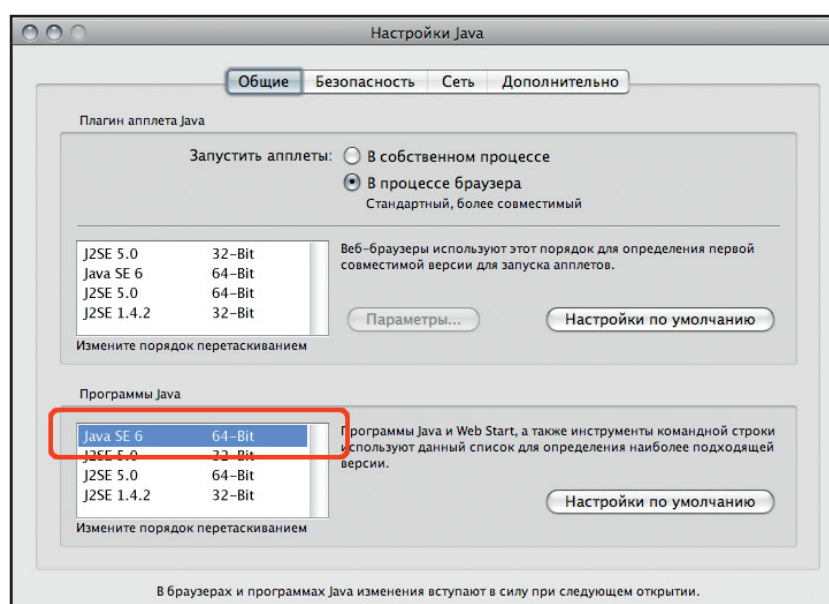 Настройки Java
Общие Безопасность Сеть Дополнительно
Плагин апплета Java
Запустить апплеты: В собственном процессе
В процессе браузера
Стандартный, более совместимый
J2SE 5.0 32-Bit
Java SE 6 64-Bit
J2SE 5.0 64-Bit
J2SE 1.4.2 32-Bit
Измените порядок перетаскиванием
Веб-браузеры используют этот порядок для определения первой
совместимой версии для запуска апплетов.
Параметры... Настройки по умолчанию
Программы Java
Java SE 6 64-Bit
J2SE 5.0 32-Bit
J2SE 5.0 64-Bit
J2SE 1.4.2 32-Bit
Измените порядок перетаскиванием
Программы Java и Web Start, а также инструменты командной строки
используют данный список для определения наиболее подходящей
версии.
Настройки по умолчанию
В браузерах и программах Java изменения вступают в силу при следующем открытии.